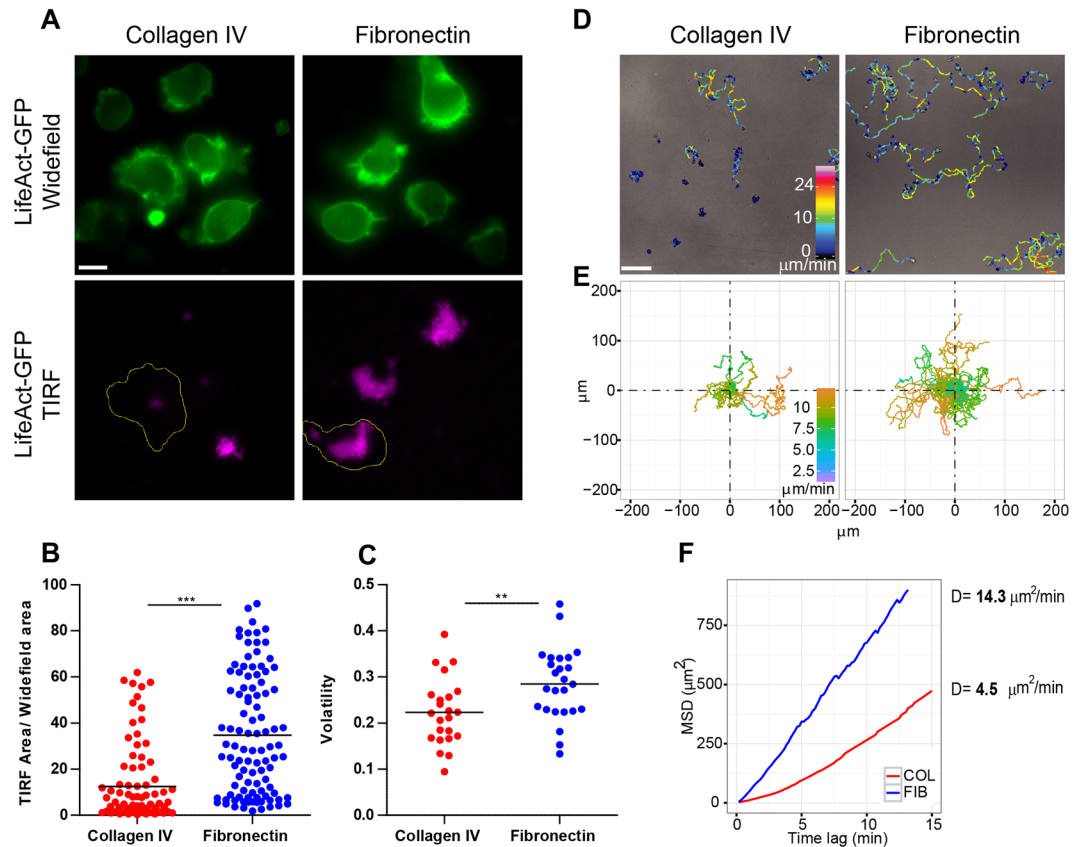 A
Collagen IV
Fibronectin
LifeAct-GFP
Widefield
LifeAct-GFP
TIRF
D
Collagen IV
Fibronectin
24
10
0
μm/min
E
200
100
0
−100
−200
μm
10
7.5
5.0
2.5
μm/min
−200 −100 0 100 200
−200 −100 0 100 200
μm
B
TIRF Area/ Widefield area
100
80
60
40
20
0
***
Collagen IV
Fibronectin
C
Volatility
0.5
0.4
0.3
0.2
0.1
0.0
**
Collagen IV
Fibronectin
F
MSD (μm²)
750
500
250
0
0 5 10 15
Time lag (min)
COL
FIB
D= 14.3 μm²/min
D= 4.5 μm²/min